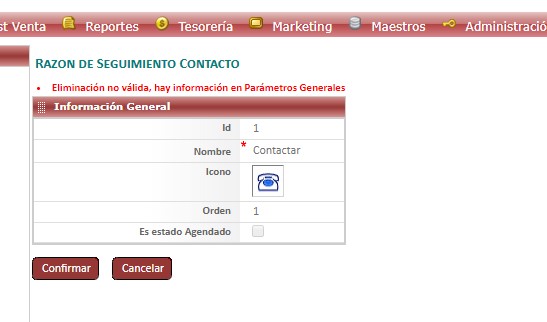 st Venta Reportes Tesorería Marketing Maestros Administració
RAZON DE SEGUIMIENTO CONTACTO
• Eliminación no válida, hay información en Parámetros Generales
Información General
Id 1
Nombre * Contactar
Icono
Orden 1
Es estado Agendado
Confirmar Cancelar